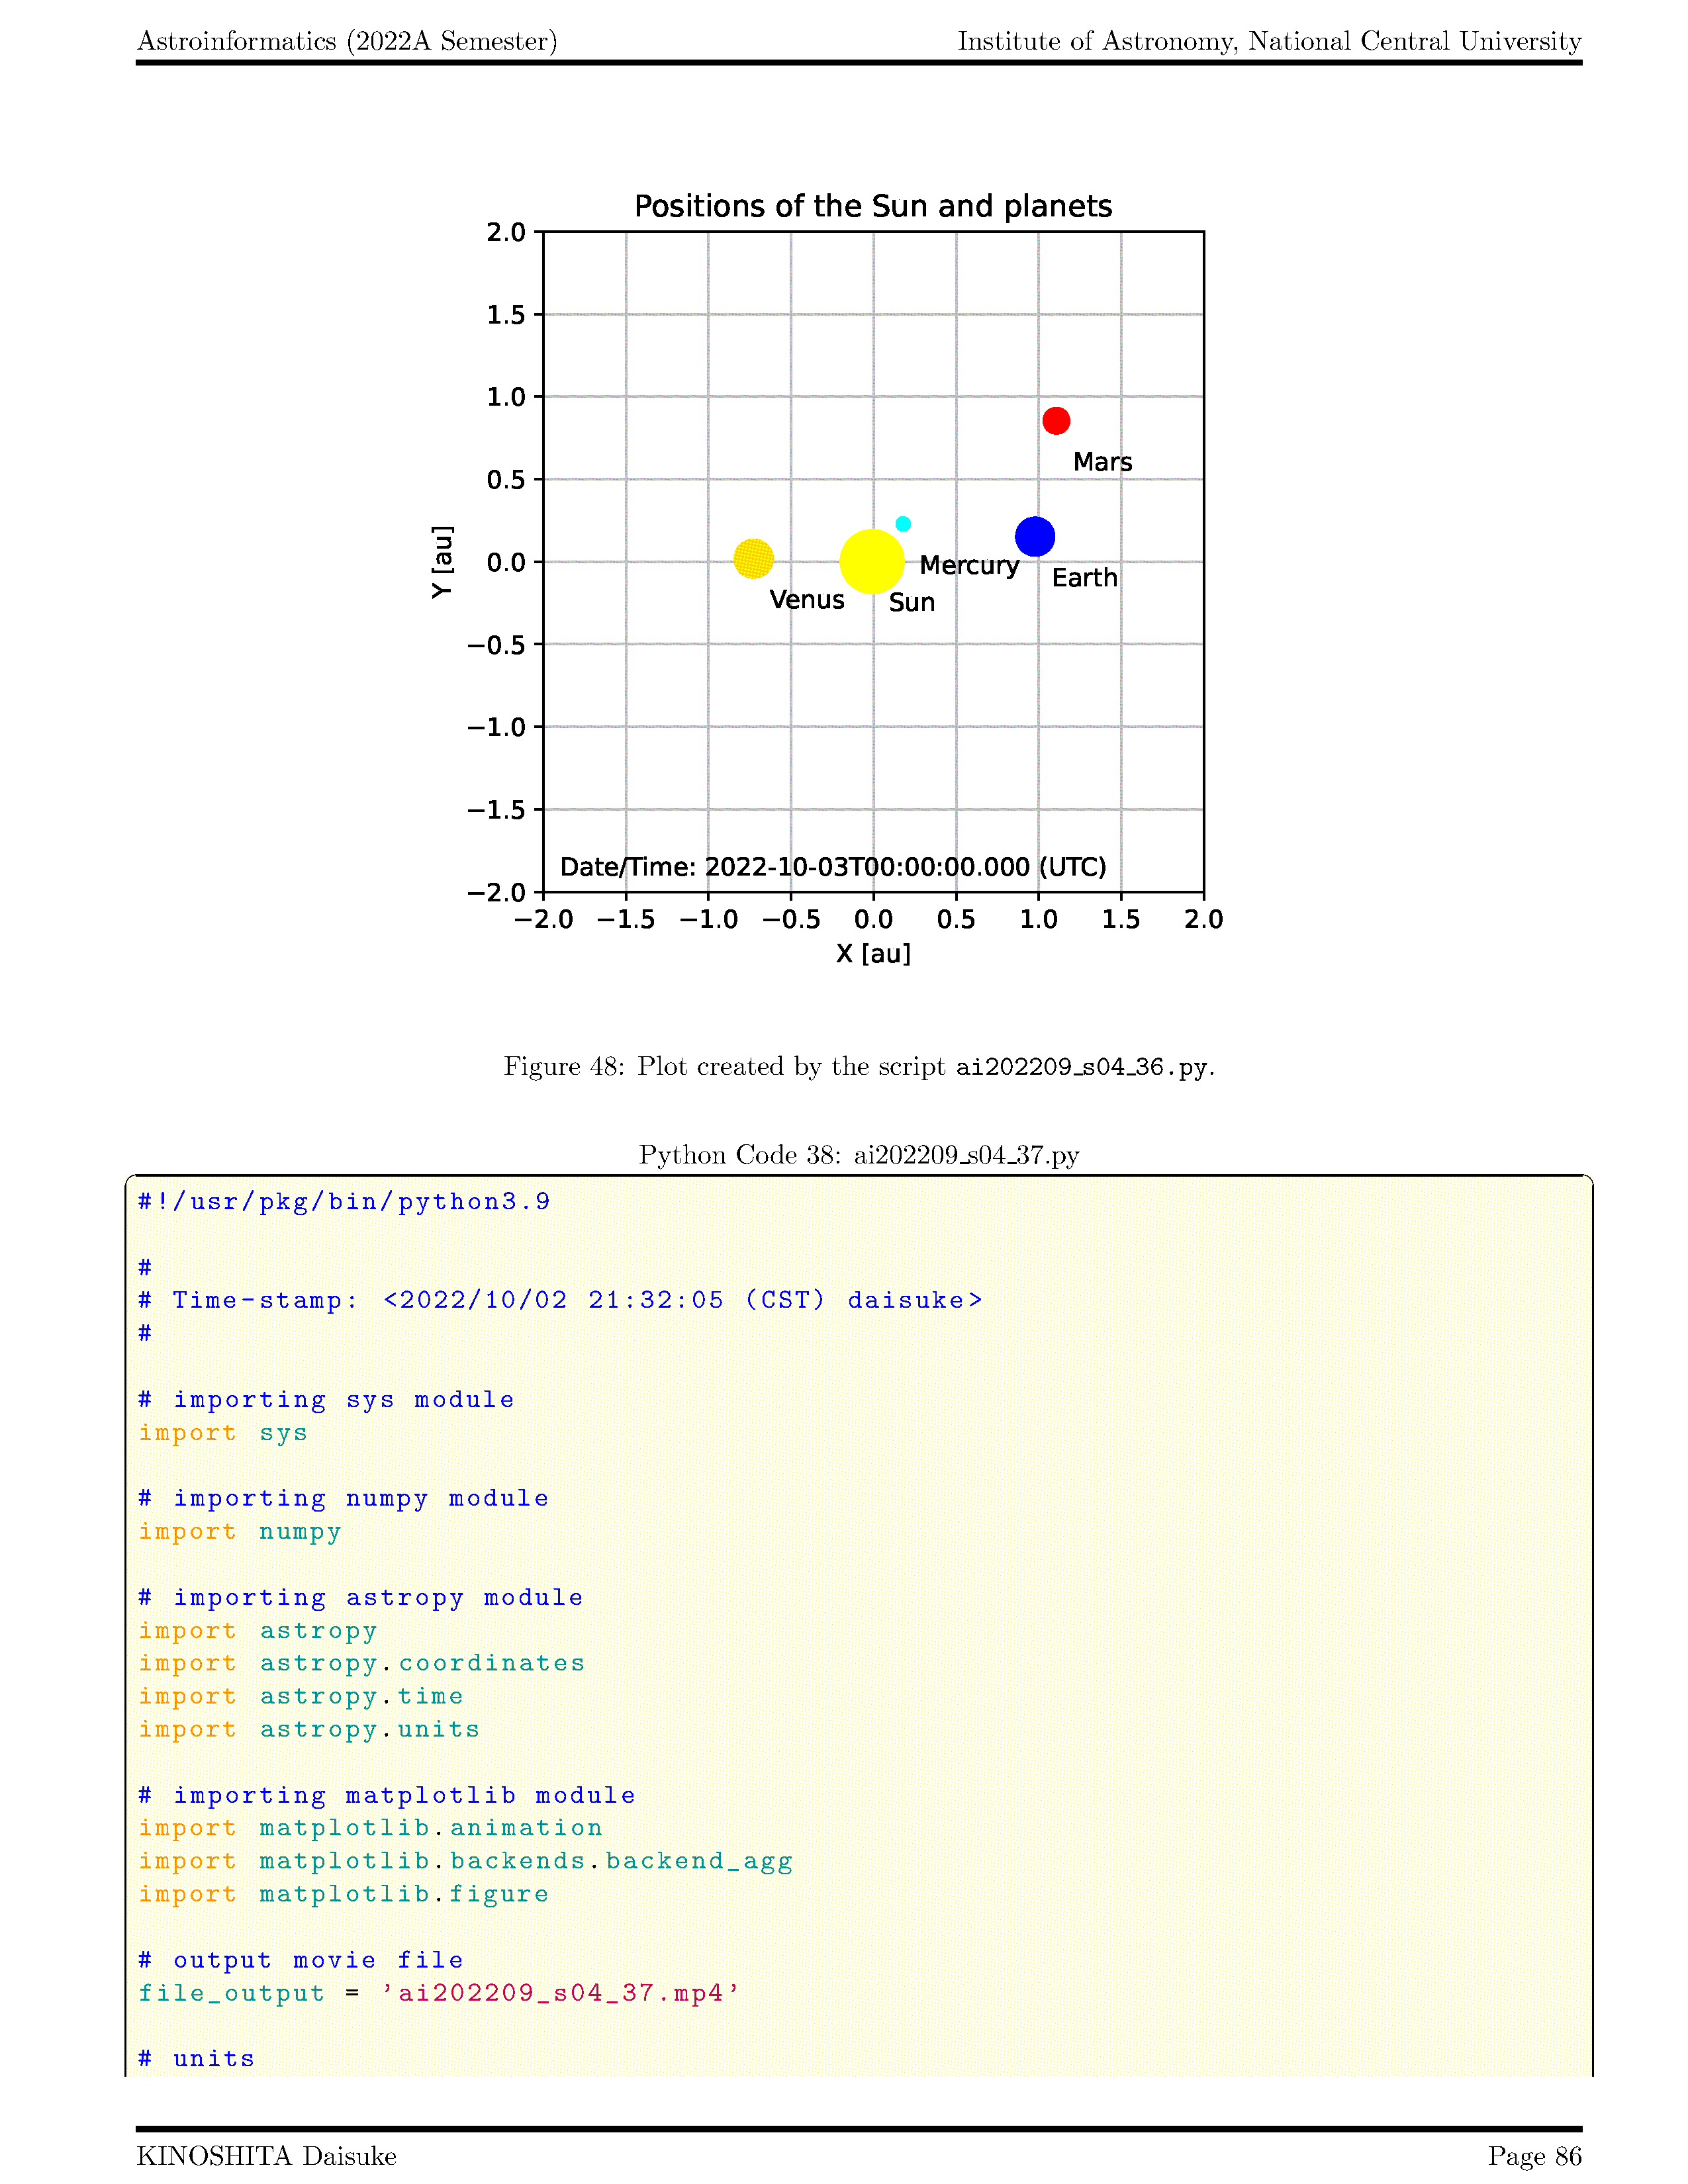 Astroinformatics (2022A Semester) Institute of Astronomy, National Central University
Positions of the Sun and planets
2.0
1.5
1.0
0.5
0.0
−0.5
−1.0
−1.5
−2.0
Y [au]
Mars
Mercury
Earth
Venus
Sun
Date/Time: 2022-10-03T00:00:00.000 (UTC)
−2.0 −1.5 −1.0 −0.5 0.0 0.5 1.0 1.5 2.0
X [au]
Figure 48: Plot created by the script ai202209_s04_36.py.
Python Code 38: ai202209_s04_37.py
#!/usr/pkg/bin/python3.9
#
# Time-stamp: <2022/10/02 21:32:05 (CST) daisuke>
#
# importing sys module
import sys
# importing numpy module
import numpy
# importing astropy module
import astropy
import astropy.coordinates
import astropy.time
import astropy.units
# importing matplotlib module
import matplotlib.animation
import matplotlib.backends.backend_agg
import matplotlib.figure
# output movie file
file_output = 'ai202209_s04_37.mp4'
# units
KINOSHITA Daisuke Page 86